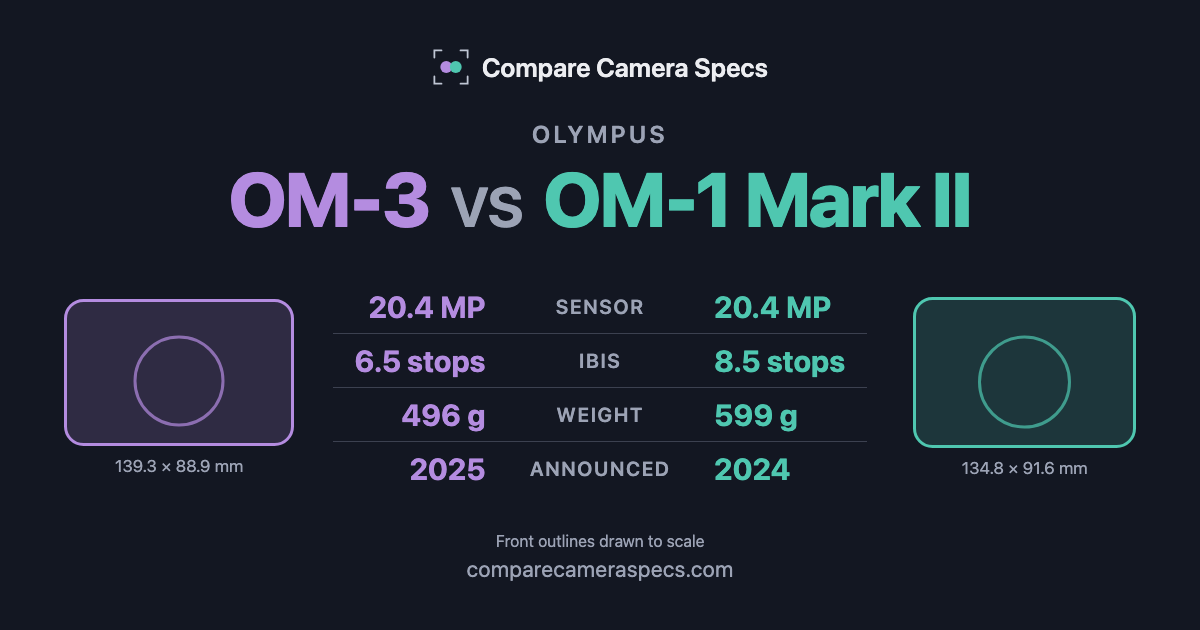 Compare Camera Specs
OLYMPUS
OM-3 vs OM-1 Mark II
20.4 MP SENSOR 20.4 MP
6.5 stops IBIS 8.5 stops
496 g WEIGHT 599 g
2025 ANNOUNCED 2024
139.3 × 88.9 mm
134.8 × 91.6 mm
Front outlines drawn to scale
comparecameraspecs.com